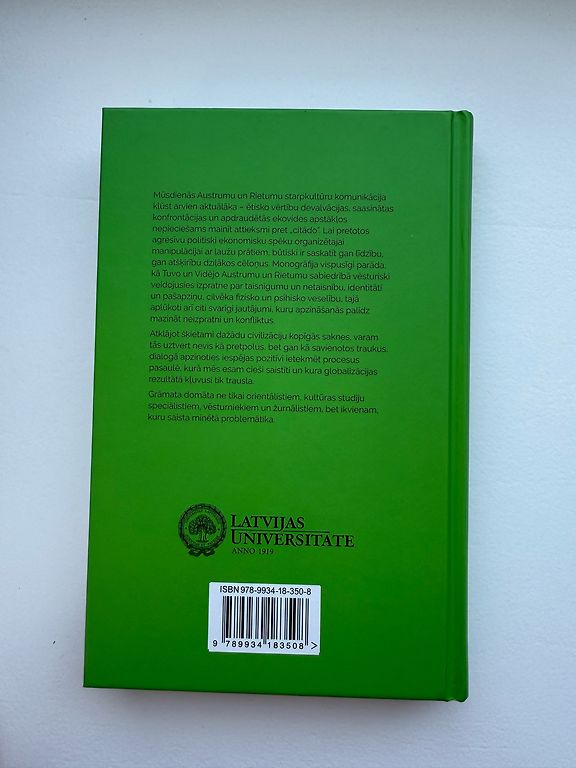 Mūsdienās Austrumu un Rietumu starpkultūru komunikācija
kļūst arvien aktuālāka – ētisko vērtību devalvācijas, saasinātas
konfrontācijas un apdraudētās ekovides apstākļos
nepieciešams mainīt attieksmi pret „citādo". Lai pretotos
agresīvu politiski ekonomisku spēku organizētajai
manipulācijai ar ļaužu prātiem, būtiski ir saskatīt gan līdzību,
gan atšķirību dziļākos cēloņus. Monogrāfija vispusīgi parāda,
kā Tuvo un Vidējo Austrumu un Rietumu sabiedrībā vēsturiski
veidojusies izpratne par taisnīgumu un netaisnību, identitāti
un pašapziņu, cilvēka fizisko un psihisko veselību, tajā
aplūkoti arī citi svarīgi jautājumi, kuru apzināšanās palīdz
mazināt neizpratni un konfliktus.
Atklājot šķietami dažādu civilizāciju kopīgās saknes, varam
tās uztvert nevis kā pretpolus, bet gan kā savienotos traukus,
dialogā apzinoties iespējas pozitīvi ietekmēt procesus
pasaulē, kurā mēs esam cieši saistīti un kura globalizācijas
rezultātā kļuvusi tik trausla.
Grāmata domāta ne tikai orientālistiem, kultūras studiju
speciālistiem, vēsturniekiem un žurnālistiem, bet ikvienam,
kuru saista minētā problemātika.
LATVIJAS
UNIVERSITĀTE
ANNO 1919
ISBN 978-9934-18-350-8
9 789934 183508 >